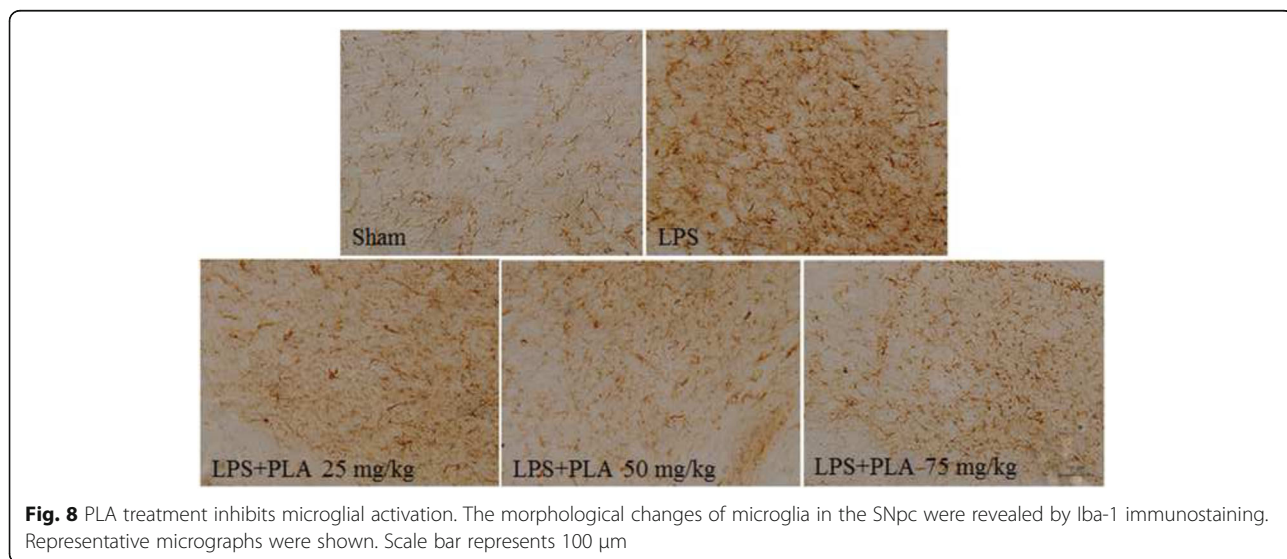 Sham
LPS
LPS+PLA 25 mg/kg
LPS+PLA 50 mg/kg
LPS+PLA 75 mg/kg
Fig. 8 PLA treatment inhibits microglial activation. The morphological changes of microglia in the SNpc were revealed by Iba-1 immunostaining.
Representative micrographs were shown. Scale bar represents 100 μm